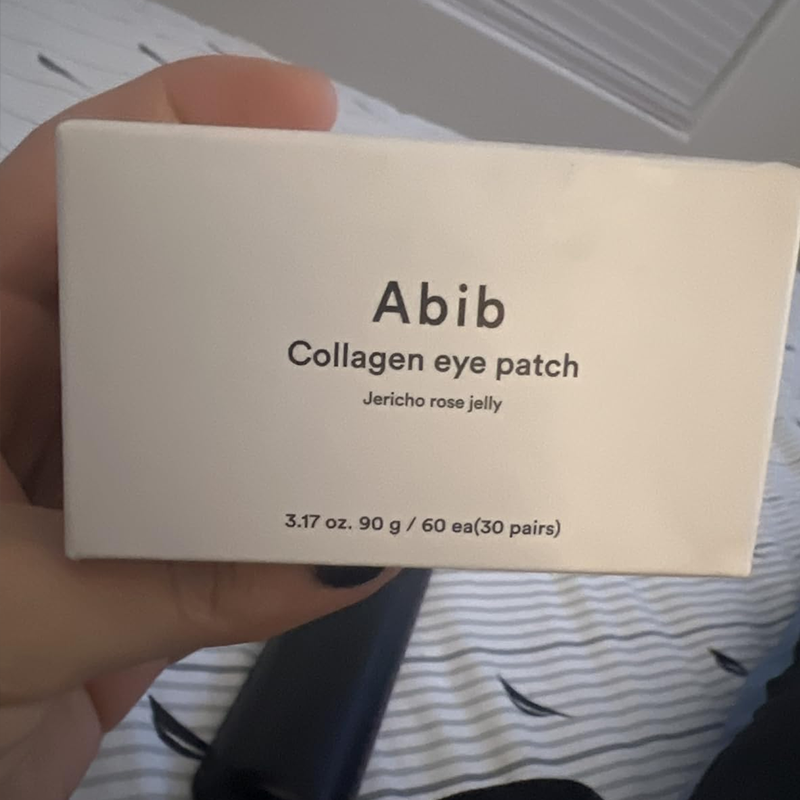 Abib
Collagen eye patch
Jericho rose jelly
3.17 oz. 90 g / 60 ea(30 pairs)